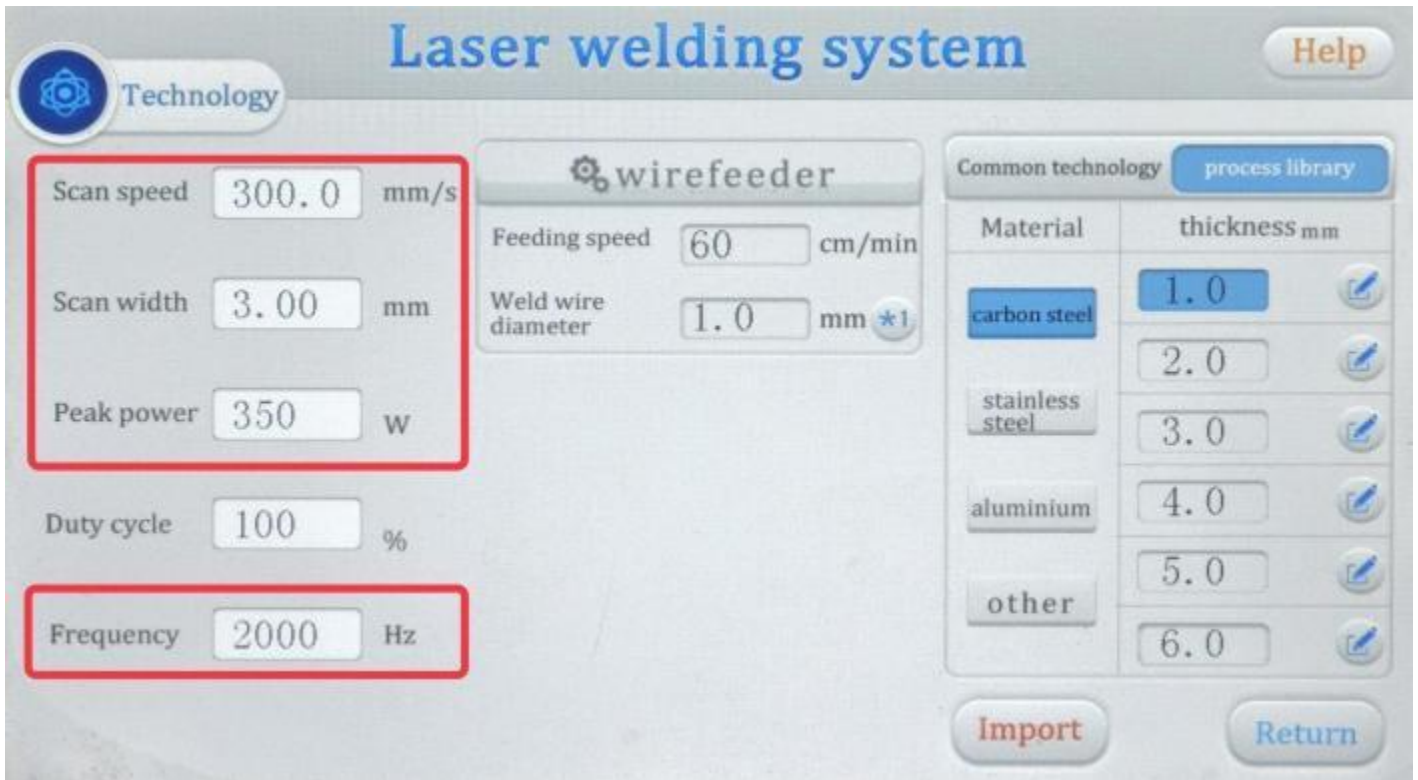 Laser welding system
Help
Technology
Scan speed 300.0 mm/s
Scan width 3.00 mm
Peak power 350 W
Duty cycle 100 %
Frequency 2000 Hz
wirefeeder
Feeding speed 60 cm/min
Weld wire
diameter 1.0 mm *1
Common technology process library
Material thickness mm
carbon steel
stainless
steel
aluminium
other
1.0
2.0
3.0
4.0
5.0
6.0
Import
Return